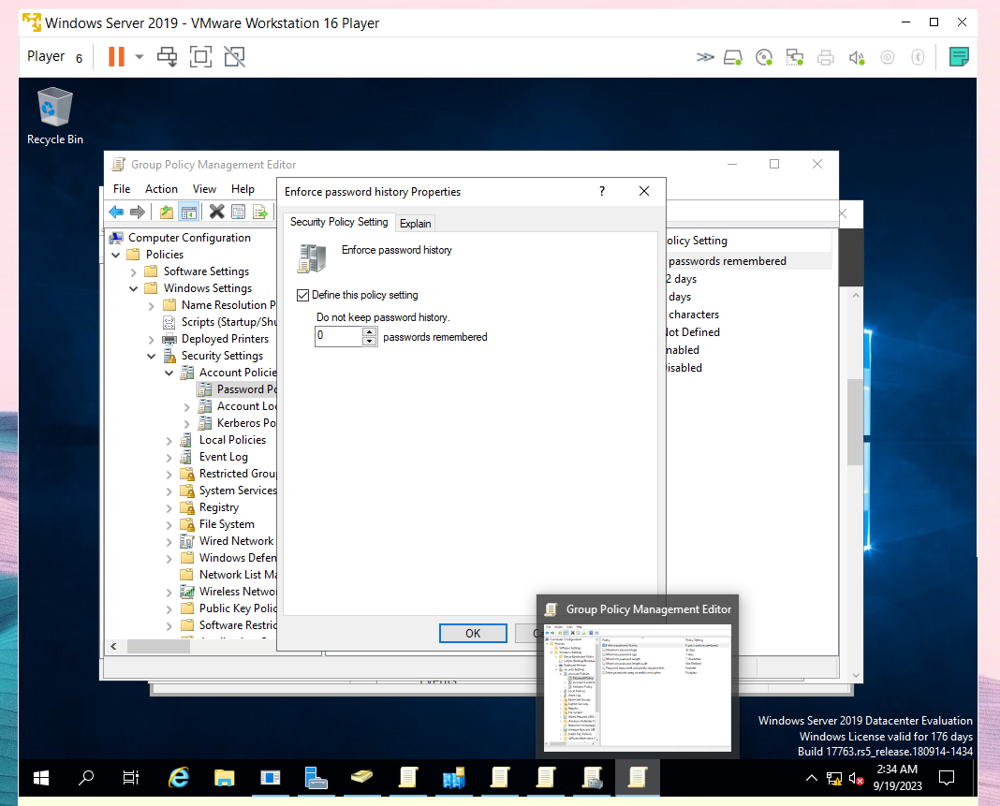 Windows Server 2019 - VMware Workstation 16 Player
Player 6
Recycle Bin
Group Policy Management Editor
File Action View Help
Enforce password history Properties
?
Security Policy Setting Explain
Enforce password history
Define this policy setting
Do not keep password history.
0 passwords remembered
OK
C
Computer Configuration
Policies
Software Settings
Windows Settings
Name Resolution P
Scripts (Startup/Shu
Deployed Printers
Security Settings
Account Policie
Password Po
Account Loc
Kerberos Po
Local Policies
Event Log
Restricted Grou
System Services
Registry
File System
Wired Network
Windows Defen
Network List Ma
Wireless Netwo
Public Key Polic
Software Restric
olicy Setting
passwords remembered
2 days
days
characters
Not Defined
nabled
isabled
Events
Group Policy Management Editor
Windows Server 2019 Datacenter Evaluation
Windows License valid for 176 days
Build 17763.rs5_release.180914-1434
2:34 AM
9/19/2023